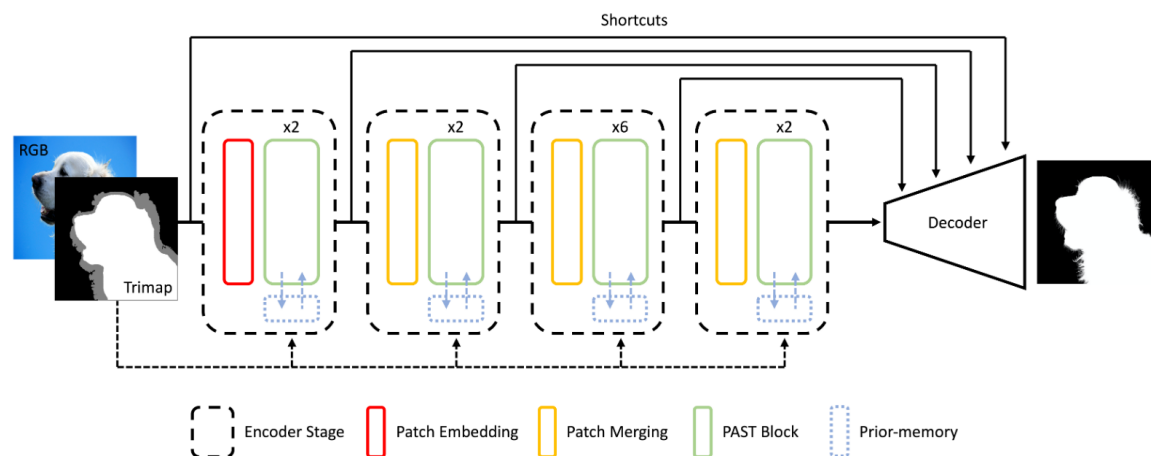 Shortcuts
x2
x2
x6
x2
RGB
Trimap
Decoder
Encoder Stage
Patch Embedding
Patch Merging
PAST Block
Prior-memory